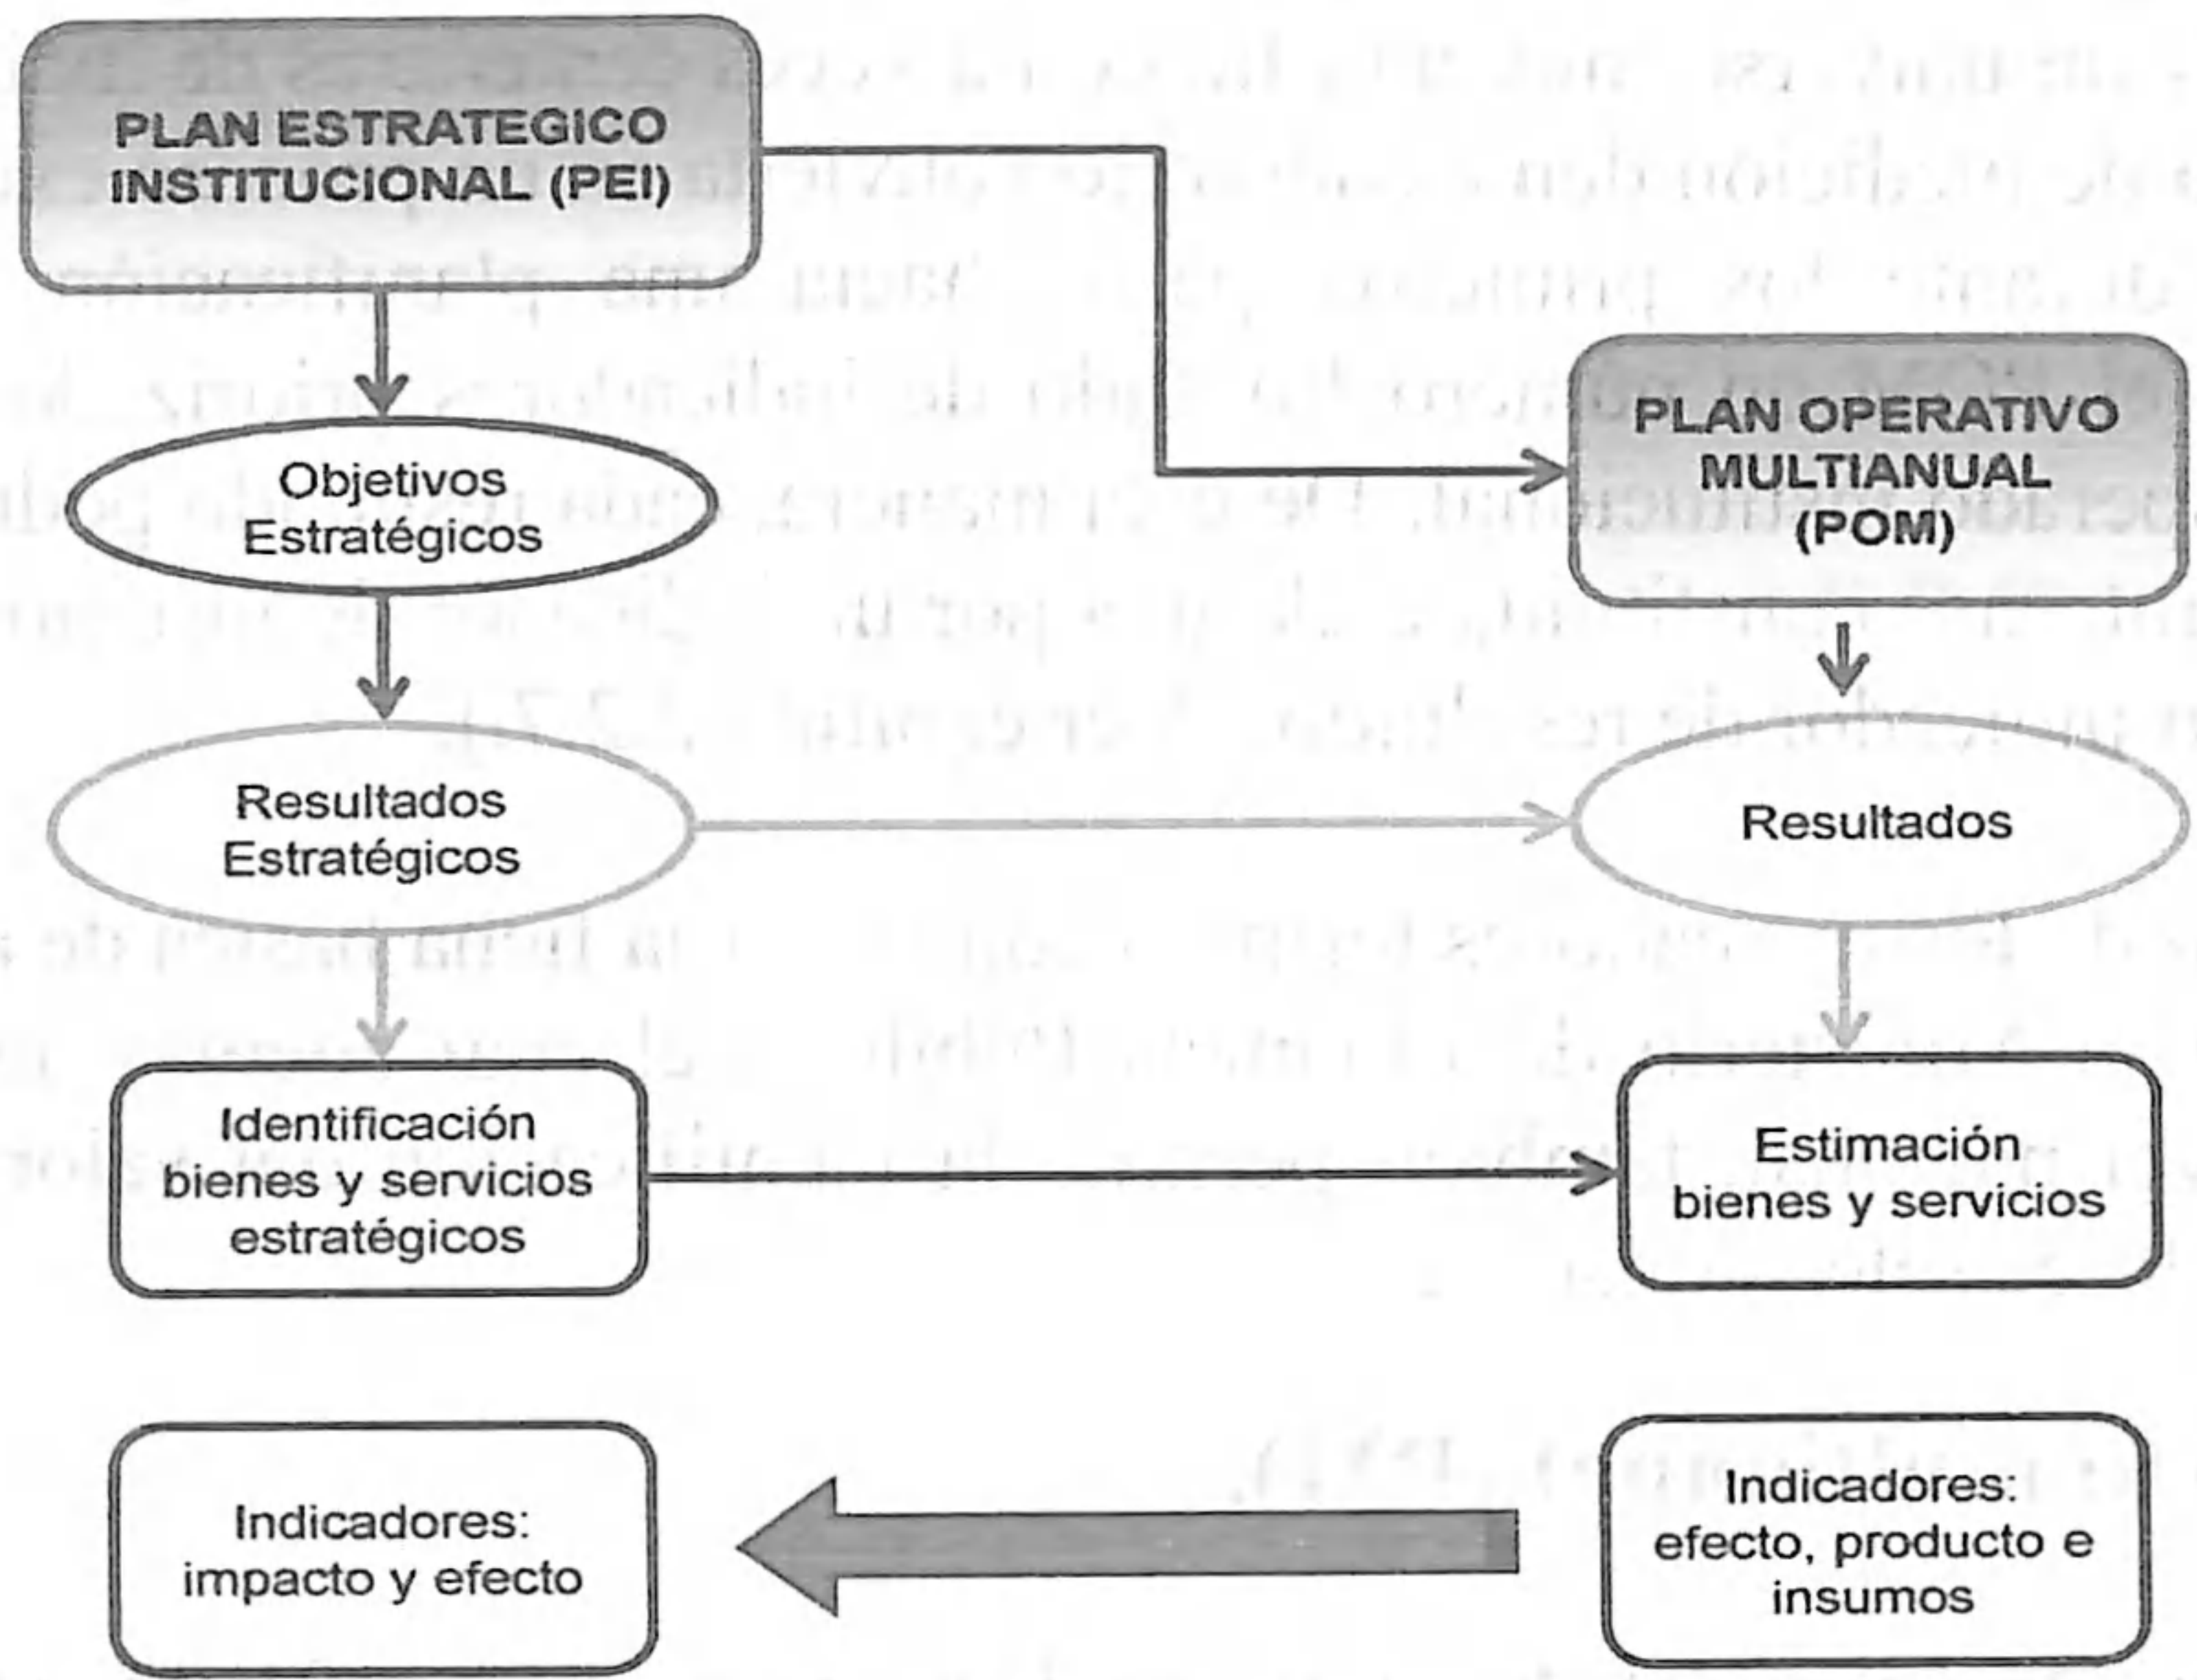 PLAN ESTRATEGICO
INSTITUCIONAL (PEI)
Objetivos
Estratégicos
Resultados
Estratégicos
Identificación
bienes y servicios
estratégicos
Indicadores:
impacto y efecto
PLAN OPERATIVO
MULTIANUAL
(POM)
Resultados
Estimación
bienes y servicios
Indicadores:
efecto, producto e
insumos